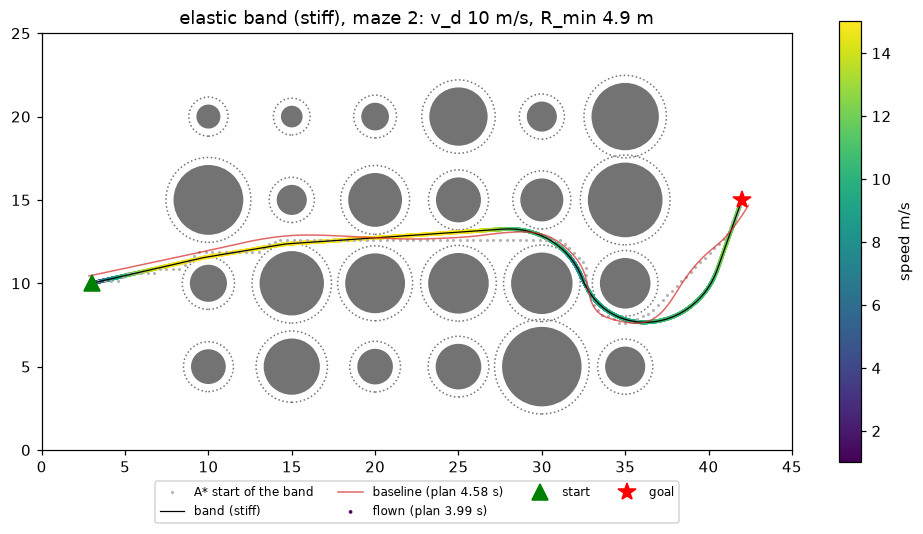 elastic band (stiff), maze 2: v_d 10 m/s, R_min 4.9 m
25
20
15
10
5
0
0 5 10 15 20 25 30 35 40 45
14
12
10
8
6
4
2
speed m/s
A* start of the band
band (stiff)
baseline (plan 4.58 s)
flown (plan 3.99 s)
start
goal